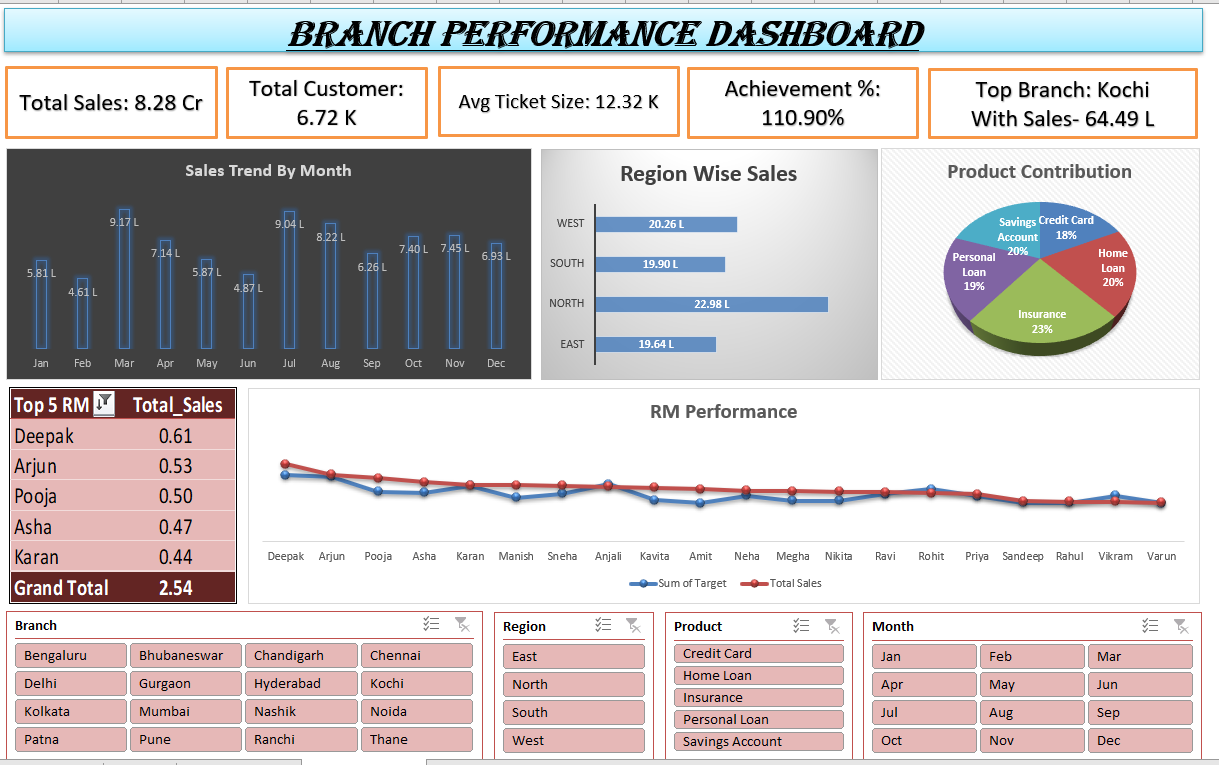 BRANCH PERFORMANCE DASHBOARD
Total Sales: 8.28 Cr
Total Customer:
6.72 K
Avg Ticket Size: 12.32 K
Achievement %:
110.90%
Top Branch: Kochi
With Sales- 64.49 L
Sales Trend By Month
5.81 L
4.61 L
9.17 L
7.14 L
5.87 L
4.87 L
9.04 L
8.22 L
6.26 L
7.40 L
7.45 L
6.93 L
Jan Feb Mar Apr May Jun Jul Aug Sep Oct Nov Dec
Region Wise Sales
WEST 20.26 L
SOUTH 19.90 L
NORTH 22.98 L
EAST 19.64 L
Product Contribution
Credit Card
18%
Home
Loan
20%
Insurance
23%
Personal
Loan
19%
Savings
Account
20%
Top 5 RM Total_Sales
Deepak 0.61
Arjun 0.53
Pooja 0.50
Asha 0.47
Karan 0.44
Grand Total 2.54
RM Performance
Deepak Arjun Pooja Asha Karan Manish Sneha Anjali Kavita Amit Neha Megha Nikita Ravi Rohit Priya Sandeep Rahul Vikram Varun
Sum of Target Total Sales
Branch
Bengaluru Bhubaneswar Chandigarh Chennai
Delhi Gurgaon Hyderabad Kochi
Kolkata Mumbai Nashik Noida
Patna Pune Ranchi Thane
Region
East
North
South
West
Product
Credit Card
Home Loan
Insurance
Personal Loan
Savings Account
Month
Jan Feb Mar
Apr May Jun
Jul Aug Sep
Oct Nov Dec